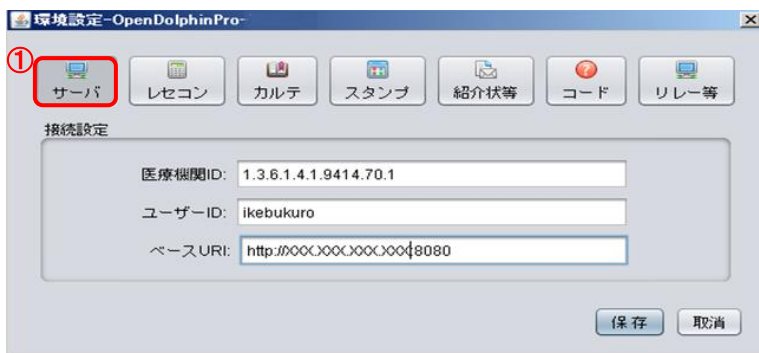 環境設定-OpenDolphinPro-
①
サーバ レセコン カルテ スタンプ 紹介状等 コード リレー等
接続設定
医療機関ID: 1.3.6.1.4.1.9414.70.1
ユーザーID: ikebukuro
ベースURI: http://XXX.XXX.XXX.XXX:8080
保存 取消